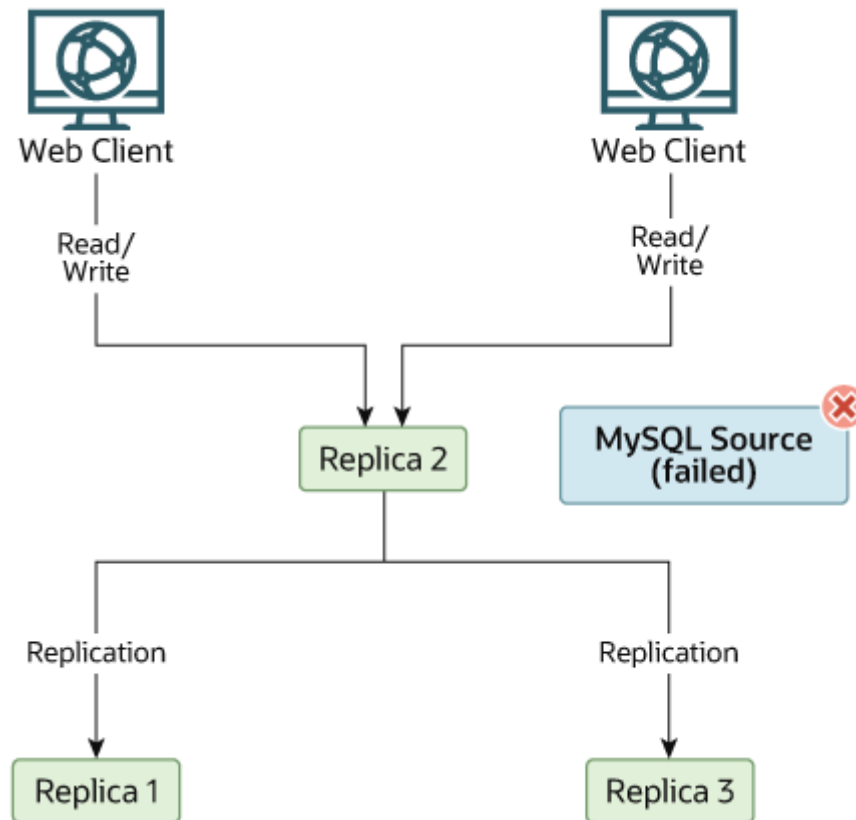 Web Client
Web Client
Read/
Write
Read/
Write
Replica 2
MySQL Source
(failed)
Replication
Replication
Replica 1
Replica 3